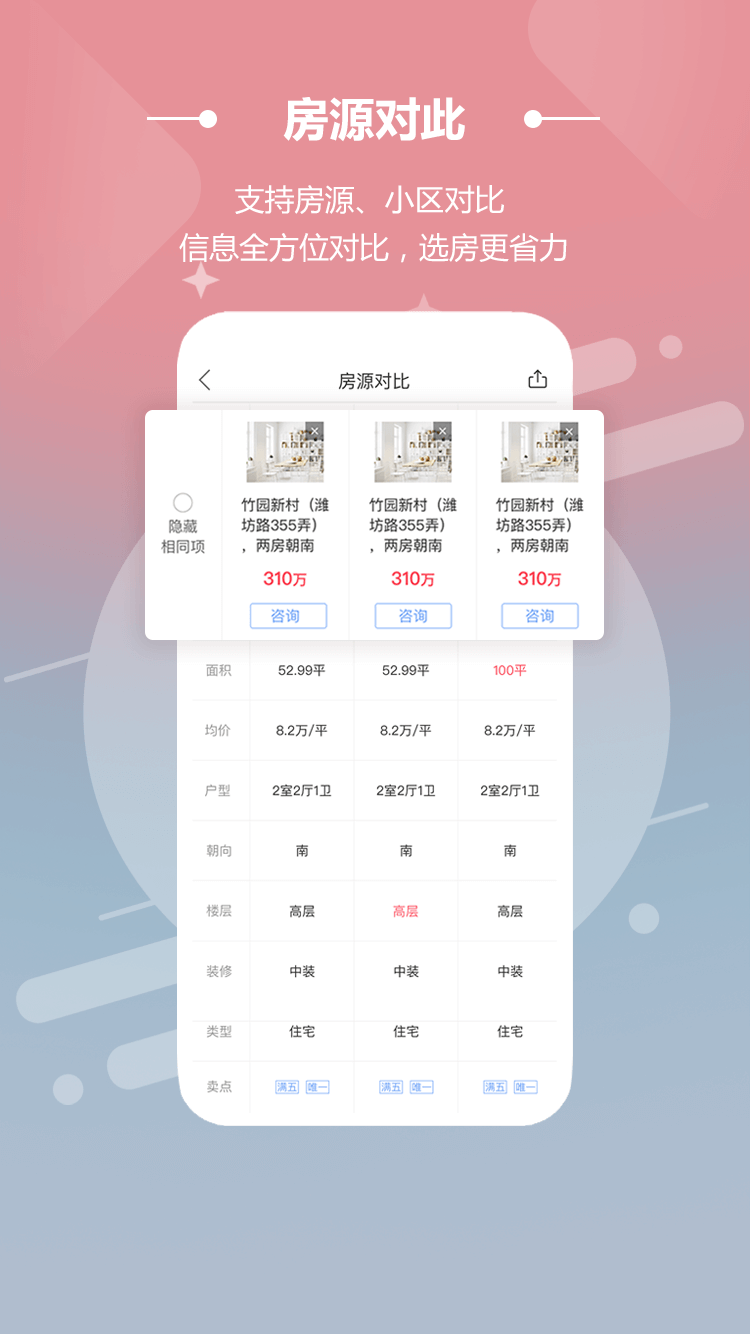 房源对此
支持房源、小区对比
信息全方位对比，选房更省力
房源对比
隐藏
相同项
竹园新村（潍
坊路355弄）
，两房朝南
310万
咨询
竹园新村（潍
坊路355弄）
，两房朝南
310万
咨询
竹园新村（潍
坊路355弄）
，两房朝南
310万
咨询
面积 52.99平 52.99平 100平
均价 8.2万/平 8.2万/平 8.2万/平
户型 2室2厅1卫 2室2厅1卫 2室2厅1卫
朝向 南 南 南
楼层 高层 高层 高层
装修 中装 中装 中装
类型 住宅 住宅 住宅
卖点 满五 唯一 满五 唯一 满五 唯一